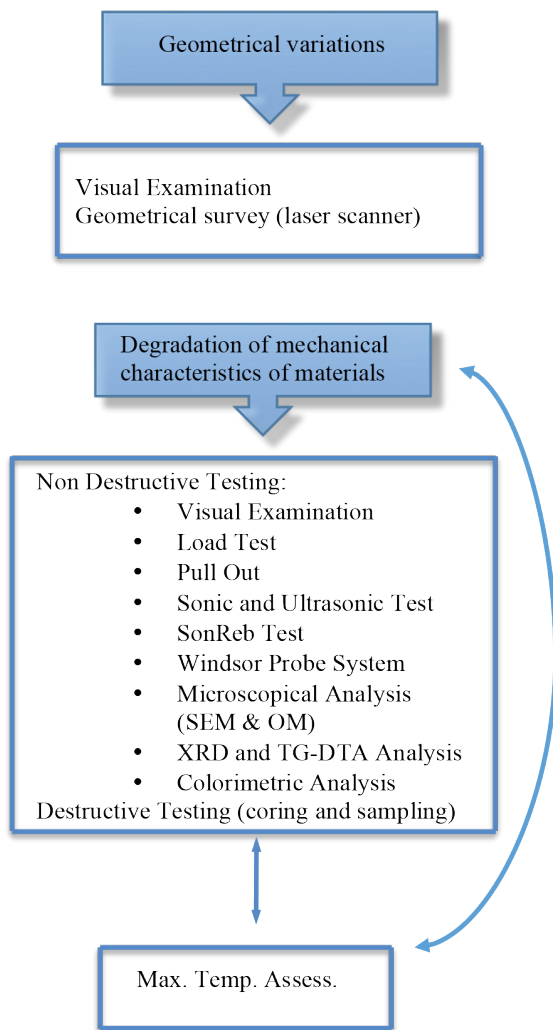 Geometrical variations
Visual Examination
Geometrical survey (laser scanner)
Degradation of mechanical
characteristics of materials
Non Destructive Testing:
• Visual Examination
• Load Test
• Pull Out
• Sonic and Ultrasonic Test
• SonReb Test
• Windsor Probe System
• Microscopical Analysis
(SEM & OM)
• XRD and TG-DTA Analysis
• Colorimetric Analysis
Destructive Testing (coring and sampling)
Max. Temp. Assess.